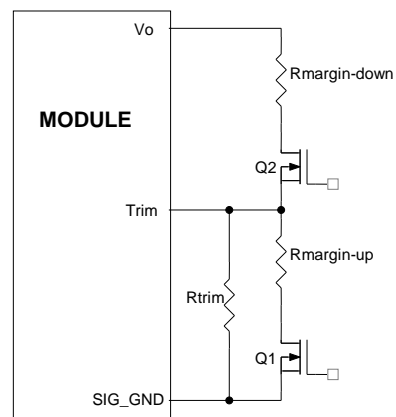 Vo
Rmargin-down
MODULE
Q2
Trim
Rmargin-up
Rtrim
Q1
SIG_GND